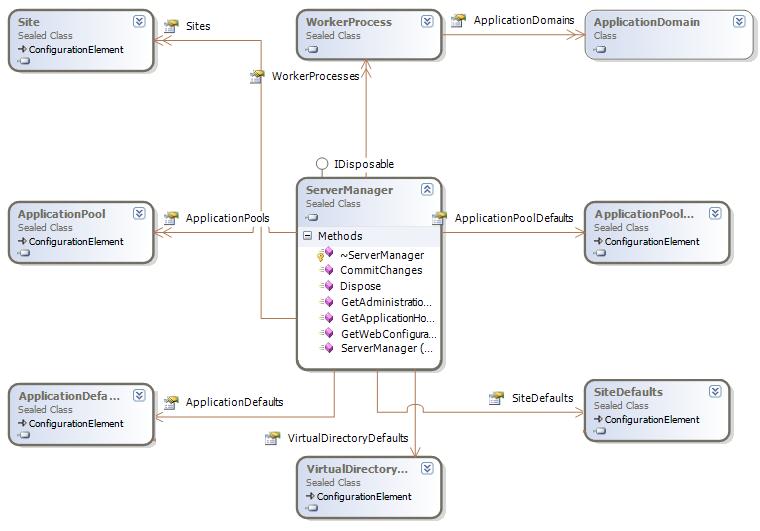 Site
Sealed Class
ConfigurationElement
Sites
WorkerProcess
Sealed Class
ApplicationDomains
ApplicationDomain
Class
WorkerProcesses
IDisposable
ServerManager
Sealed Class
Methods
~ServerManager
CommitChanges
Dispose
GetAdministratio...
GetApplicationHo...
GetWebConfigura...
ServerManager (...
ApplicationPool
Sealed Class
ConfigurationElement
ApplicationPools
ApplicationPoolDefaults
ApplicationPool...
Sealed Class
ConfigurationElement
ApplicationDefa...
Sealed Class
ConfigurationElement
ApplicationDefaults
SiteDefaults
SiteDefaults
Sealed Class
ConfigurationElement
VirtualDirectoryDefaults
VirtualDirectory...
Sealed Class
ConfigurationElement